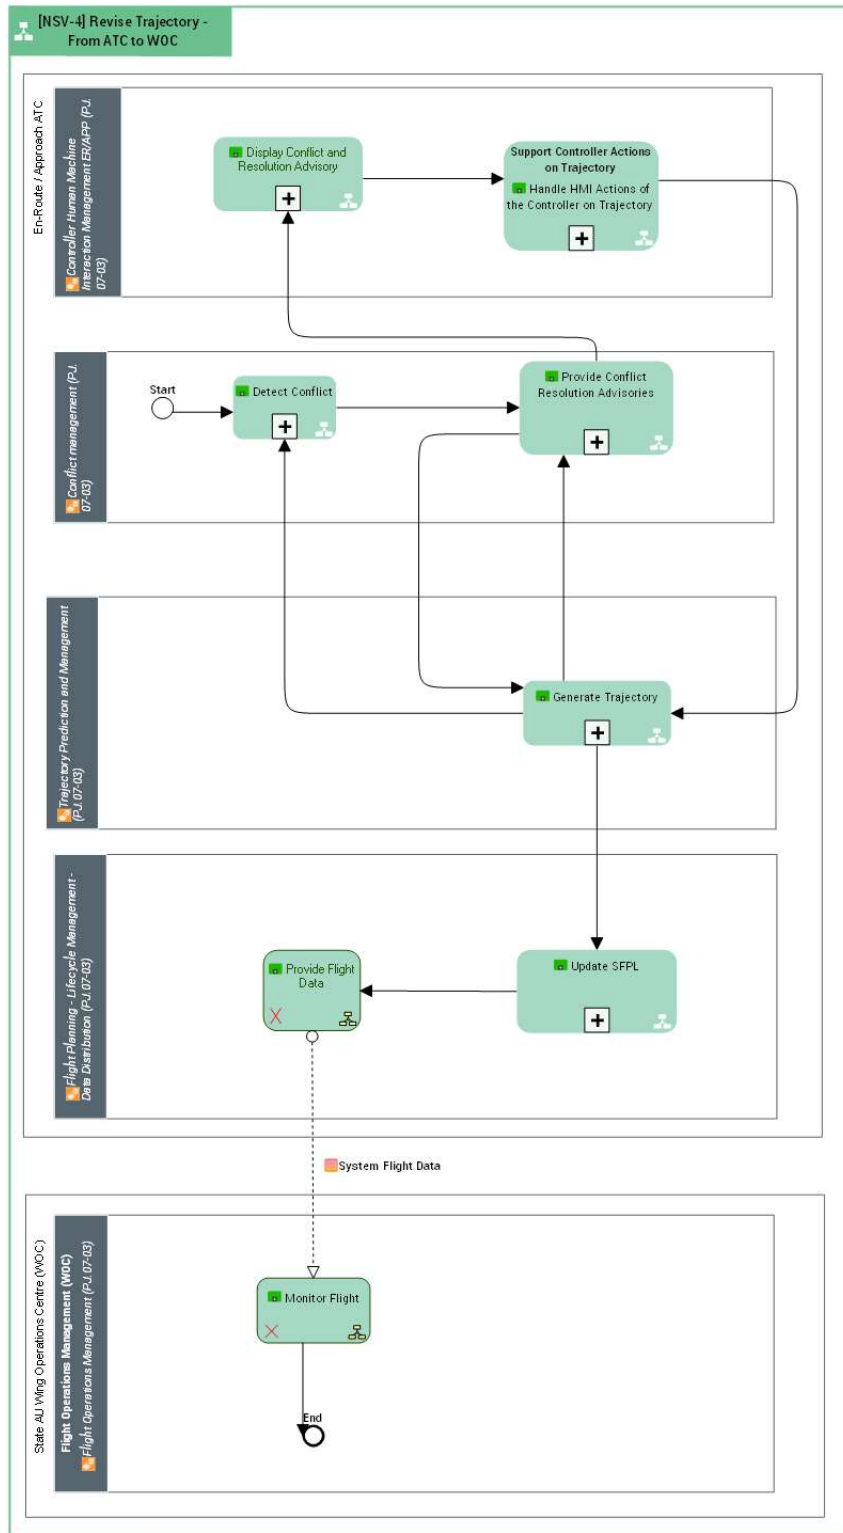 [NSV-4] Revise Trajectory -
From ATC to WOC
En-Route / Approach ATC
Controller Human Machine
Interaction Management ER/APP (PJ.
07-03)
Display Conflict and
Resolution Advisory
Support Controller Actions
on Trajectory
Handle HMI Actions of
the Controller on Trajectory
Conflict management (PJ.
07-03)
Start
Detect Conflict
Provide Conflict
Resolution Advisories
Trajectory Prediction and Management
(PJ.07-03)
Generate Trajectory
Flight Planning - Lifecycle Management -
Data Distribution (PJ.07-03)
Provide Flight
Data
Update SFPL
System Flight Data
State AU Wing Operations Centre (WOC)
Flight Operations Management (WOC)
Flight Operations Management (PJ.07-03)
Monitor Flight
End